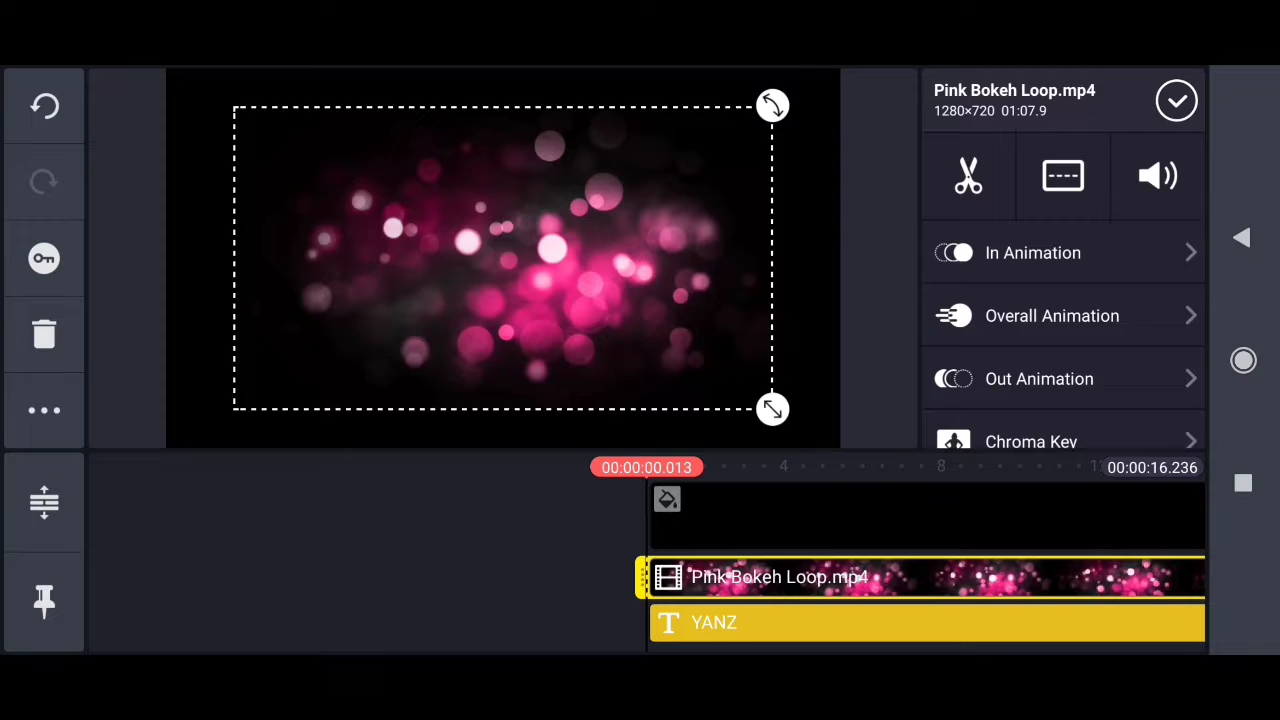 Pink Bokeh Loop.mp4
1280×720 01:07.9
In Animation
Overall Animation
Out Animation
Chroma Key
00:00:00.013
4
8
00:00:16.236
Pink Bokeh Loop.mp4
T YANZ